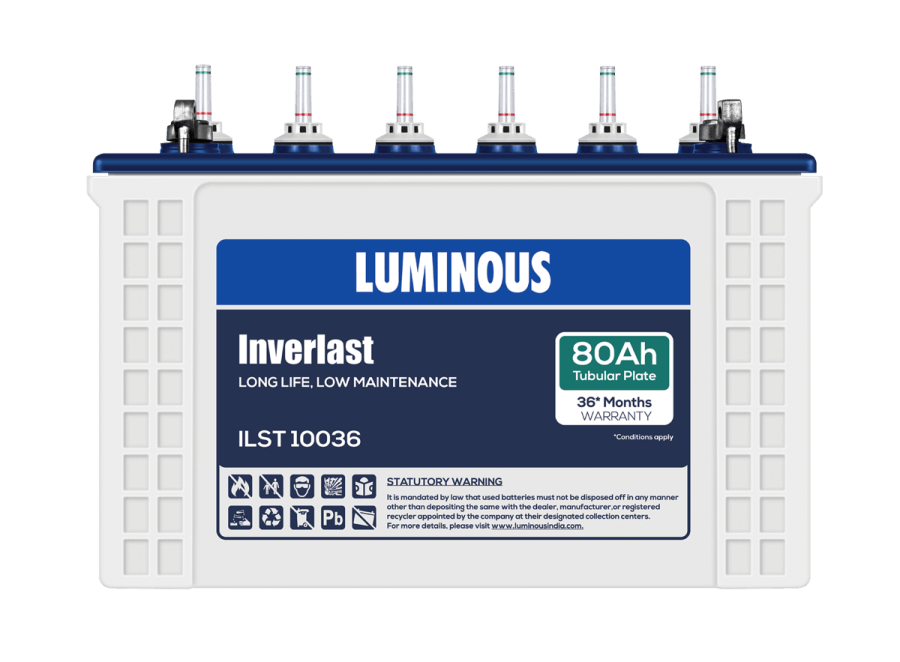 LUMINOUS
Inverlast
LONG LIFE, LOW MAINTENANCE
80Ah
Tubular Plate
36* Months
WARRANTY
*Conditions apply
ILST 10036
STATUTORY WARNING
It is mandated by law that used batteries must not be disposed off in any manner
other than depositing the same with the dealer, manufacturer,or registered
recycler appointed by the company at their designated collection centers.
For more details, please visit www.luminousindia.com.
Pb